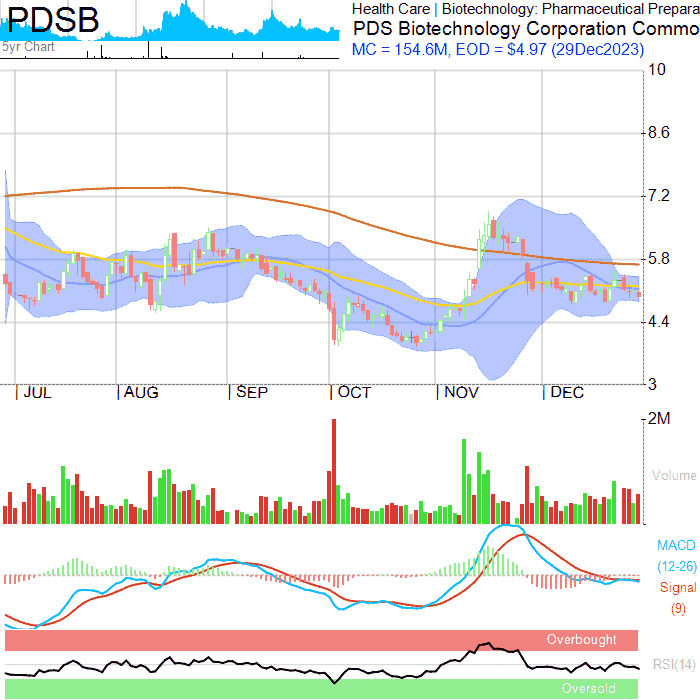 PDSB
5yr Chart
Health Care | Biotechnology: Pharmaceutical Prepara
PDS Biotechnology Corporation Commo
MC = 154.6M, EOD = $4.97 (29Dec2023)
10
8.6
7.2
5.8
4.4
3
JUL AUG SEP OCT NOV DEC
2M
Volume
MACD
(12-26)
Signal
(9)
Overbought
RSI(14)
Oversold